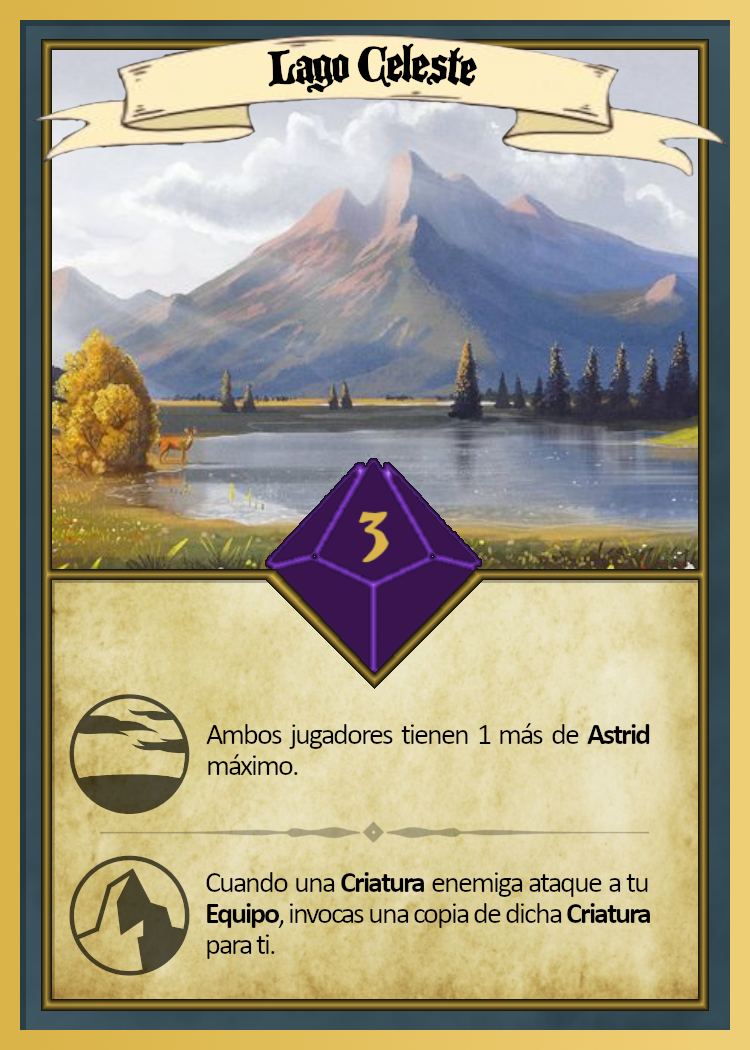 Lago Celeste
3
Ambos jugadores tienen 1 más de Astrid
máximo.
Cuando una Criatura enemiga ataque a tu
Equipo, invocas una copia de dicha Criatura
para ti.